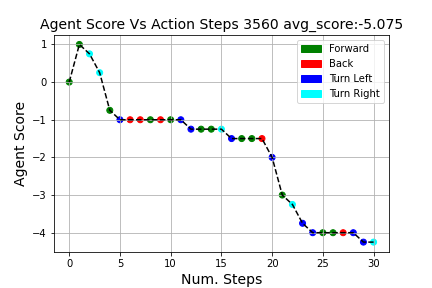 Agent Score Vs Action Steps 3560 avg_score:-5.075
Forward
Back
Turn Left
Turn Right
Agent Score
1
0
−1
−2
−3
−4
0 5 10 15 20 25 30
Num. Steps